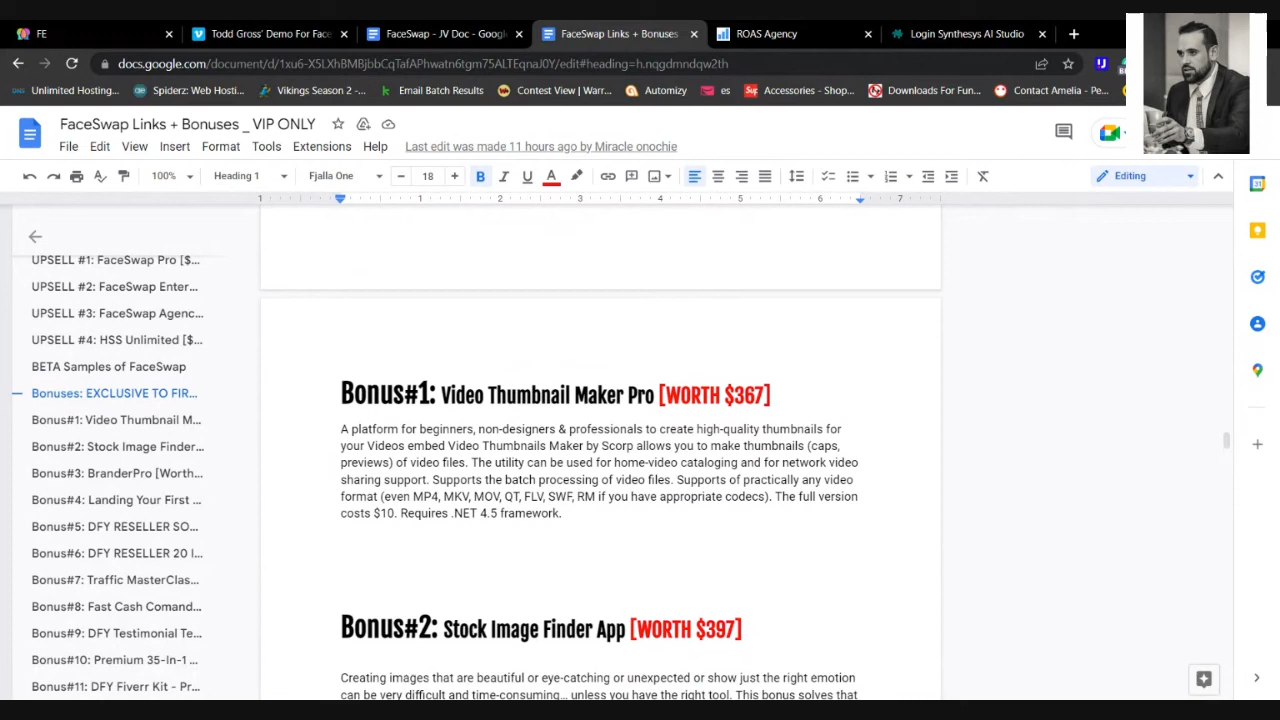 FE
Todd Gross' Demo For Face
FaceSwap - JV Doc - Google
FaceSwap Links + Bonuses
ROAS Agency
Login Synthesys AI Studio
docs.google.com/document/d/1xu6-X5LXhBMBjbbCqTafAPhwatn6tgm75ALTEqnaJ0Y/edit#heading=h.nqgdmndqw2th
Unlimited Hosting...
Spiderz: Web Hosti...
Vikings Season 2 -...
Email Batch Results
Contest View | Warr...
Automizy
es
Accessories - Shop...
Downloads For Fun...
Contact Amelia - Pe...
FaceSwap Links + Bonuses _ VIP ONLY
File Edit View Insert Format Tools Extensions Help
Last edit was made 11 hours ago by Miracle onochie
100% Heading 1 Fjalla One 18 B I U A Editing
1 1 2 3 4 5 6 7
UPSELL #1: FaceSwap Pro [$...
UPSELL #2: FaceSwap Enter...
UPSELL #3: FaceSwap Agenc...
UPSELL #4: HSS Unlimited [$...
BETA Samples of FaceSwap
Bonuses: EXCLUSIVE TO FIR...
Bonus#1: Video Thumbnail M...
Bonus#2: Stock Image Finder...
Bonus#3: BranderPro [Worth...
Bonus#4: Landing Your First ...
Bonus#5: DFY RESELLER SO...
Bonus#6: DFY RESELLER 20 I...
Bonus#7: Traffic MasterClas...
Bonus#8: Fast Cash Comand...
Bonus#9: DFY Testimonial Te...
Bonus#10: Premium 35-In-1 ...
Bonus#11: DFY Fiverr Kit - Pr...
Bonus#1: Video Thumbnail Maker Pro [WORTH $367]
A platform for beginners, non-designers & professionals to create high-quality thumbnails for
your Videos embed Video Thumbnails Maker by Scorp allows you to make thumbnails (caps,
previews) of video files. The utility can be used for home-video cataloging and for network video
sharing support. Supports the batch processing of video files. Supports of practically any video
format (even MP4, MKV, MOV, QT, FLV, SWF, RM if you have appropriate codecs). The full version
costs $10. Requires .NET 4.5 framework.
Bonus#2: Stock Image Finder App [WORTH $397]
Creating images that are beautiful or eye-catching or unexpected or show just the right emotion
can be very difficult and time-consuming... unless you have the right tool. This bonus solves that